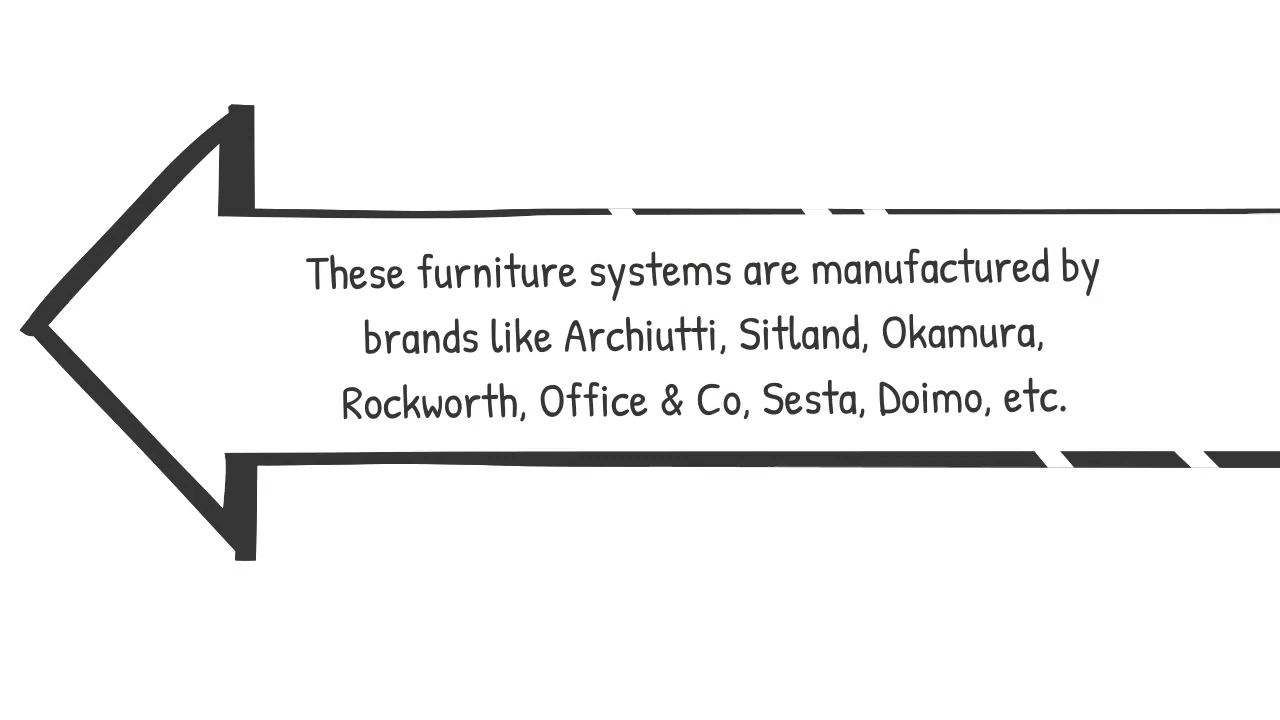 These furniture systems are manufactured by
brands like Archiutti, Sitland, Okamura,
Rockworth, Office & Co, Sesta, Doimo, etc.